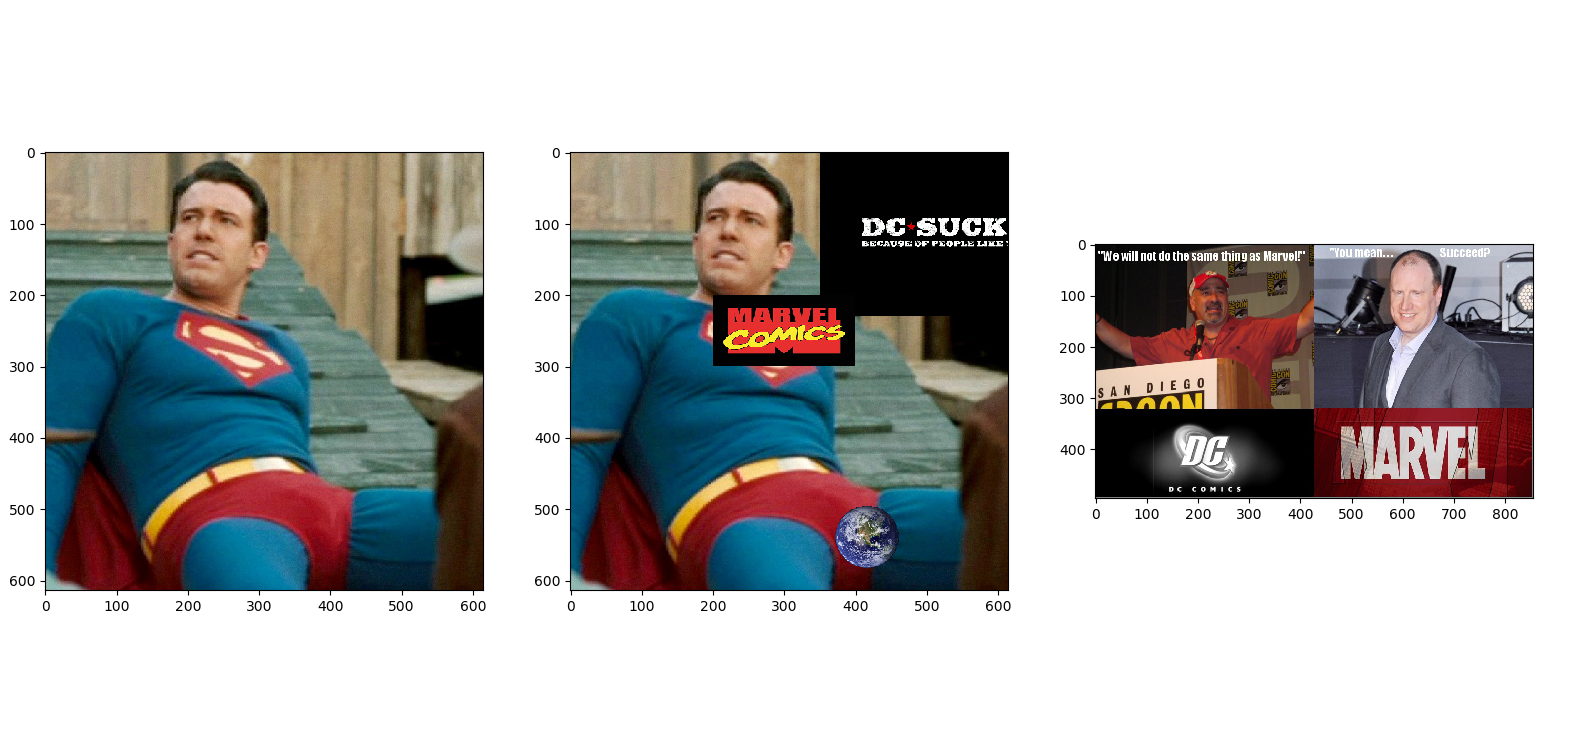 0
100
200
300
400
500
600
0 100 200 300 400 500 600
0
100
200
300
400
500
600
DC SUCK
BECAUSE OF PEOPLE LIKE
MARVEL
COMICS
0 100 200 300 400 500 600
0
100
200
300
400
"We will not do the same thing as Marvel!"
"You mean... Succeed?
SAN DIEGO
DC
DC COMICS
MARVEL
0 100 200 300 400 500 600 700 800